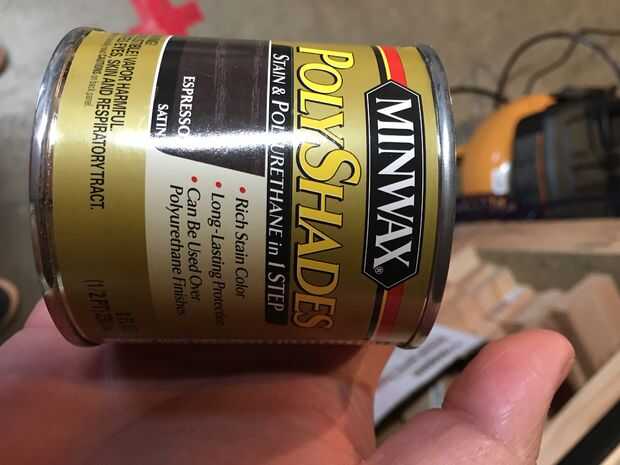 MINWAX®
POLYSHADES
STAIN & POLYURETHANE in 1 STEP
ESPRESSO
SATIN
• Rich Stain Color
• Long-Lasting Protection
• Can Be Used Over
Polyurethane Finishes
VAPOR HARMFUL.
EYES, SKIN AND RESPIRATORY TRACT.